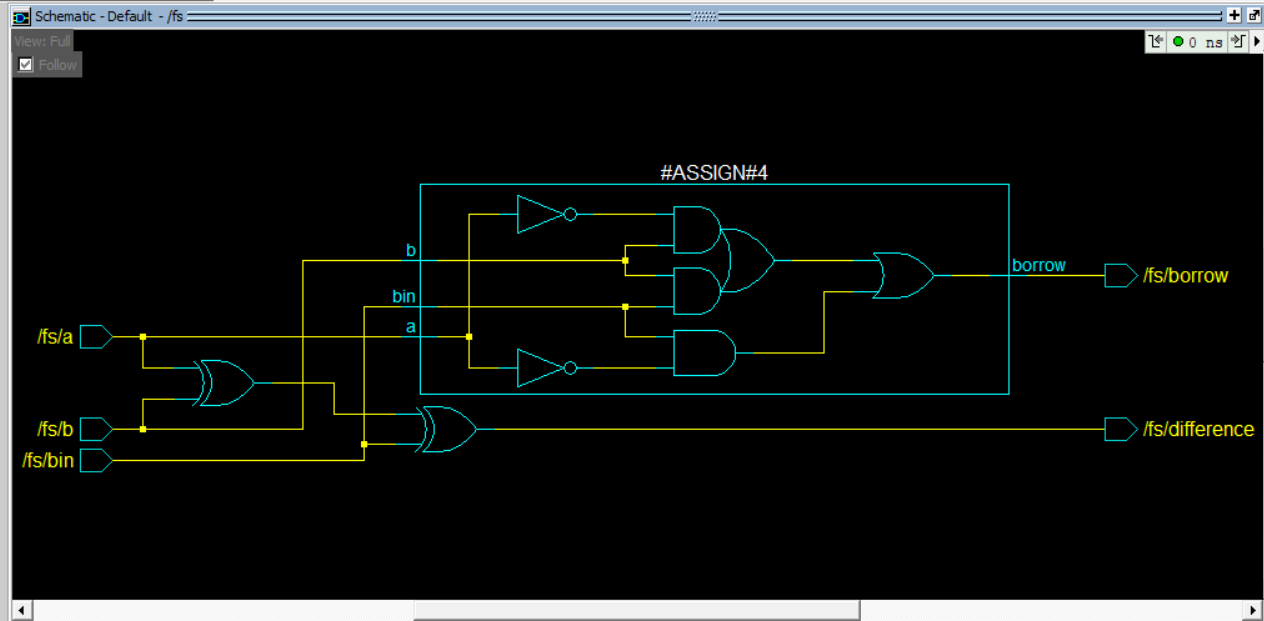 Schematic - Default - /fs
View: Full
0 ns
Follow
#ASSIGN#4
b
borrow
/fs/borrow
bin
/fs/a
a
/fs/b
/fs/difference
/fs/bin